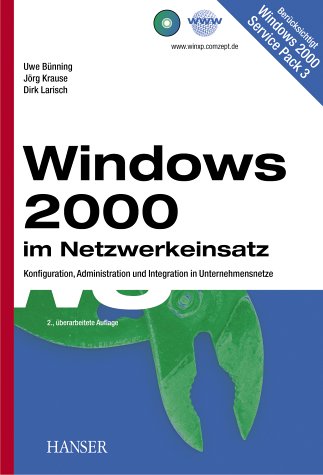 Uwe Bünning
Jörg Krause
Dirk Larisch
www
www.winxp.comzept.de
Berücksichtigt
Windows 2000
Service Pack 3
Windows
2000
im Netzwerkeinsatz
Konfiguration, Administration und Integration in Unternehmensnetze
2., überarbeitete Auflage
HANSER